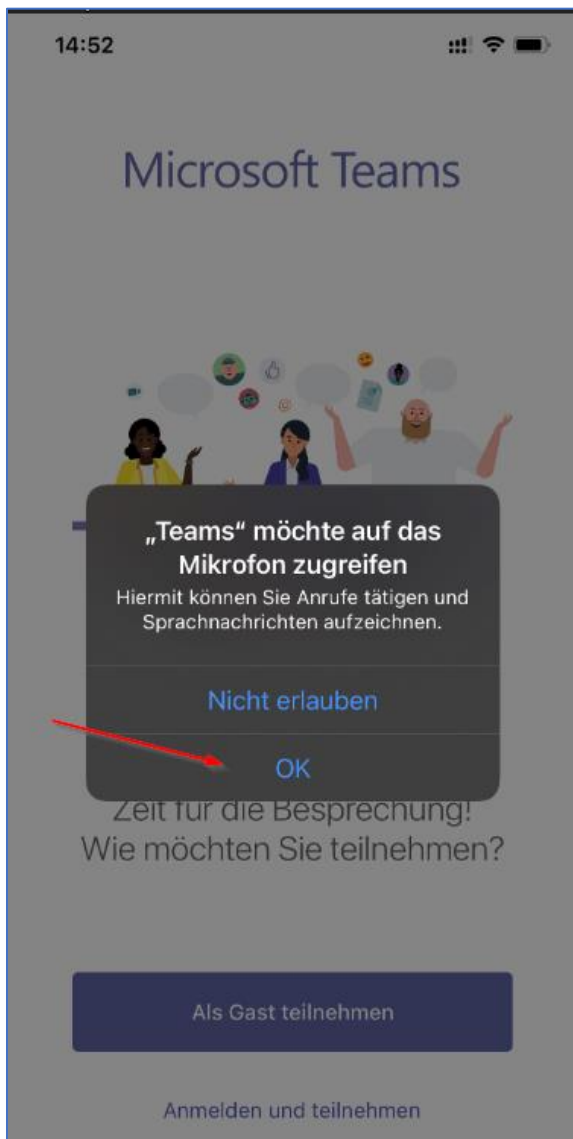 14:52
Microsoft Teams
„Teams“ möchte auf das
Mikrofon zugreifen
Hiermit können Sie Anrufe tätigen und
Sprachnachrichten aufzeichnen.
Nicht erlauben
OK
Zeit für die Besprechung!
Wie möchten Sie teilnehmen?
Als Gast teilnehmen
Anmelden und teilnehmen